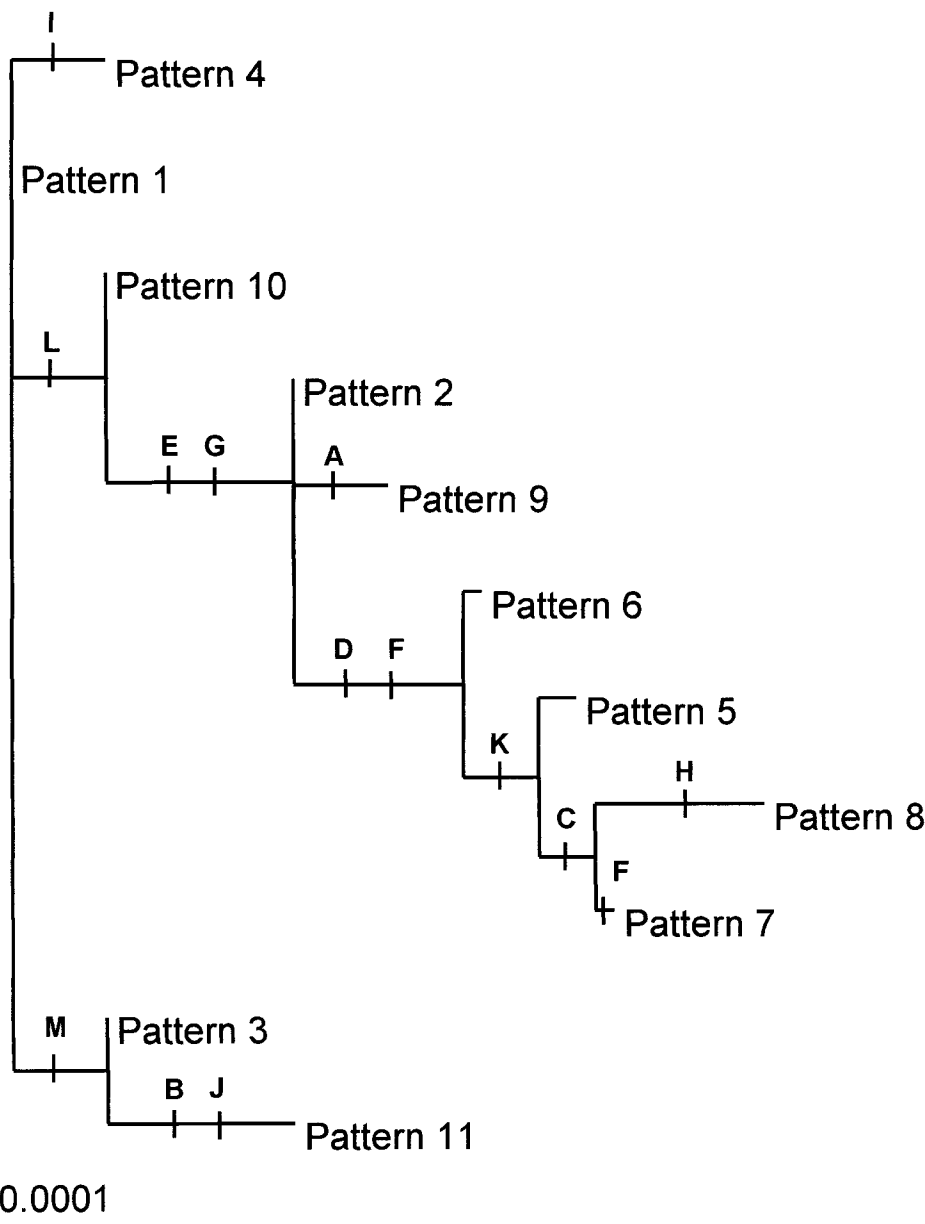 I
Pattern 4
Pattern 1
Pattern 10
L
Pattern 2
E G
A
Pattern 9
Pattern 6
D F
Pattern 5
K
H
Pattern 8
C
F
Pattern 7
M
Pattern 3
B J
Pattern 11
0.0001